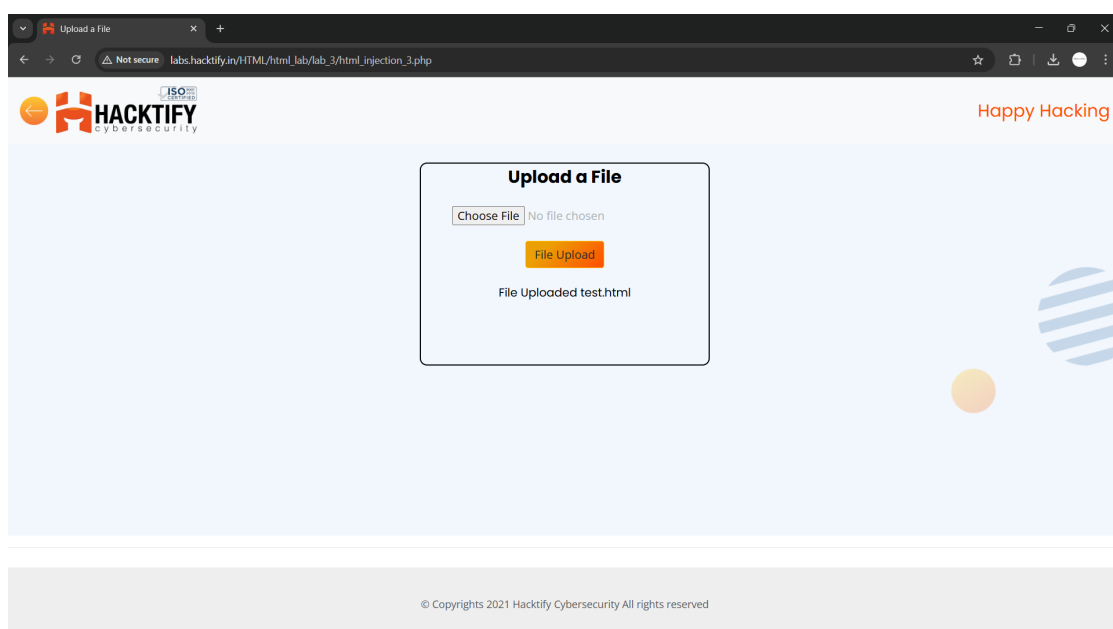 Upload a File
Not secure
labs.hacktify.in/HTML/html_lab/lab_3/html_injection_3.php
ISO
CERTIFIED
HACKTIFY
cybersecurity
Happy Hacking
Upload a File
Choose File No file chosen
File Upload
File Uploaded test.html
© Copyrights 2021 Hacktify Cybersecurity All rights reserved